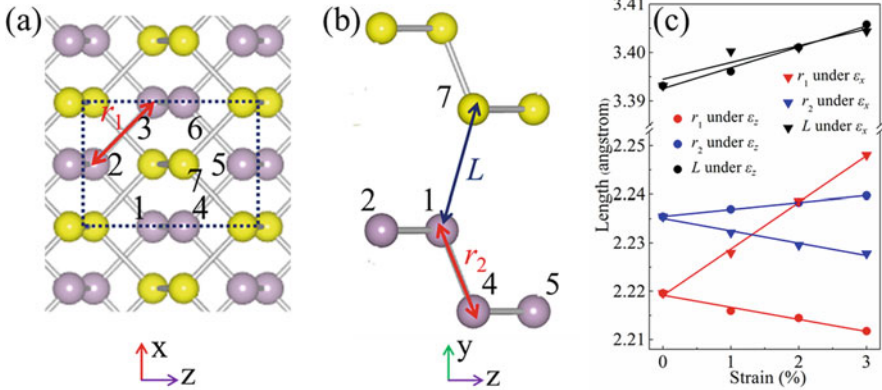 (a)
r1
3 6
2 5
7
1 4
x
z
(b)
7
L
2 1
r2
4 5
y
z
(c)
3.41
3.40
3.39
2.25
2.24
2.23
2.22
2.21
Length (angstrom)
r1 under εx
r2 under εx
L under εx
r1 under εz
r2 under εz
L under εz
0 1 2 3
Strain (%)